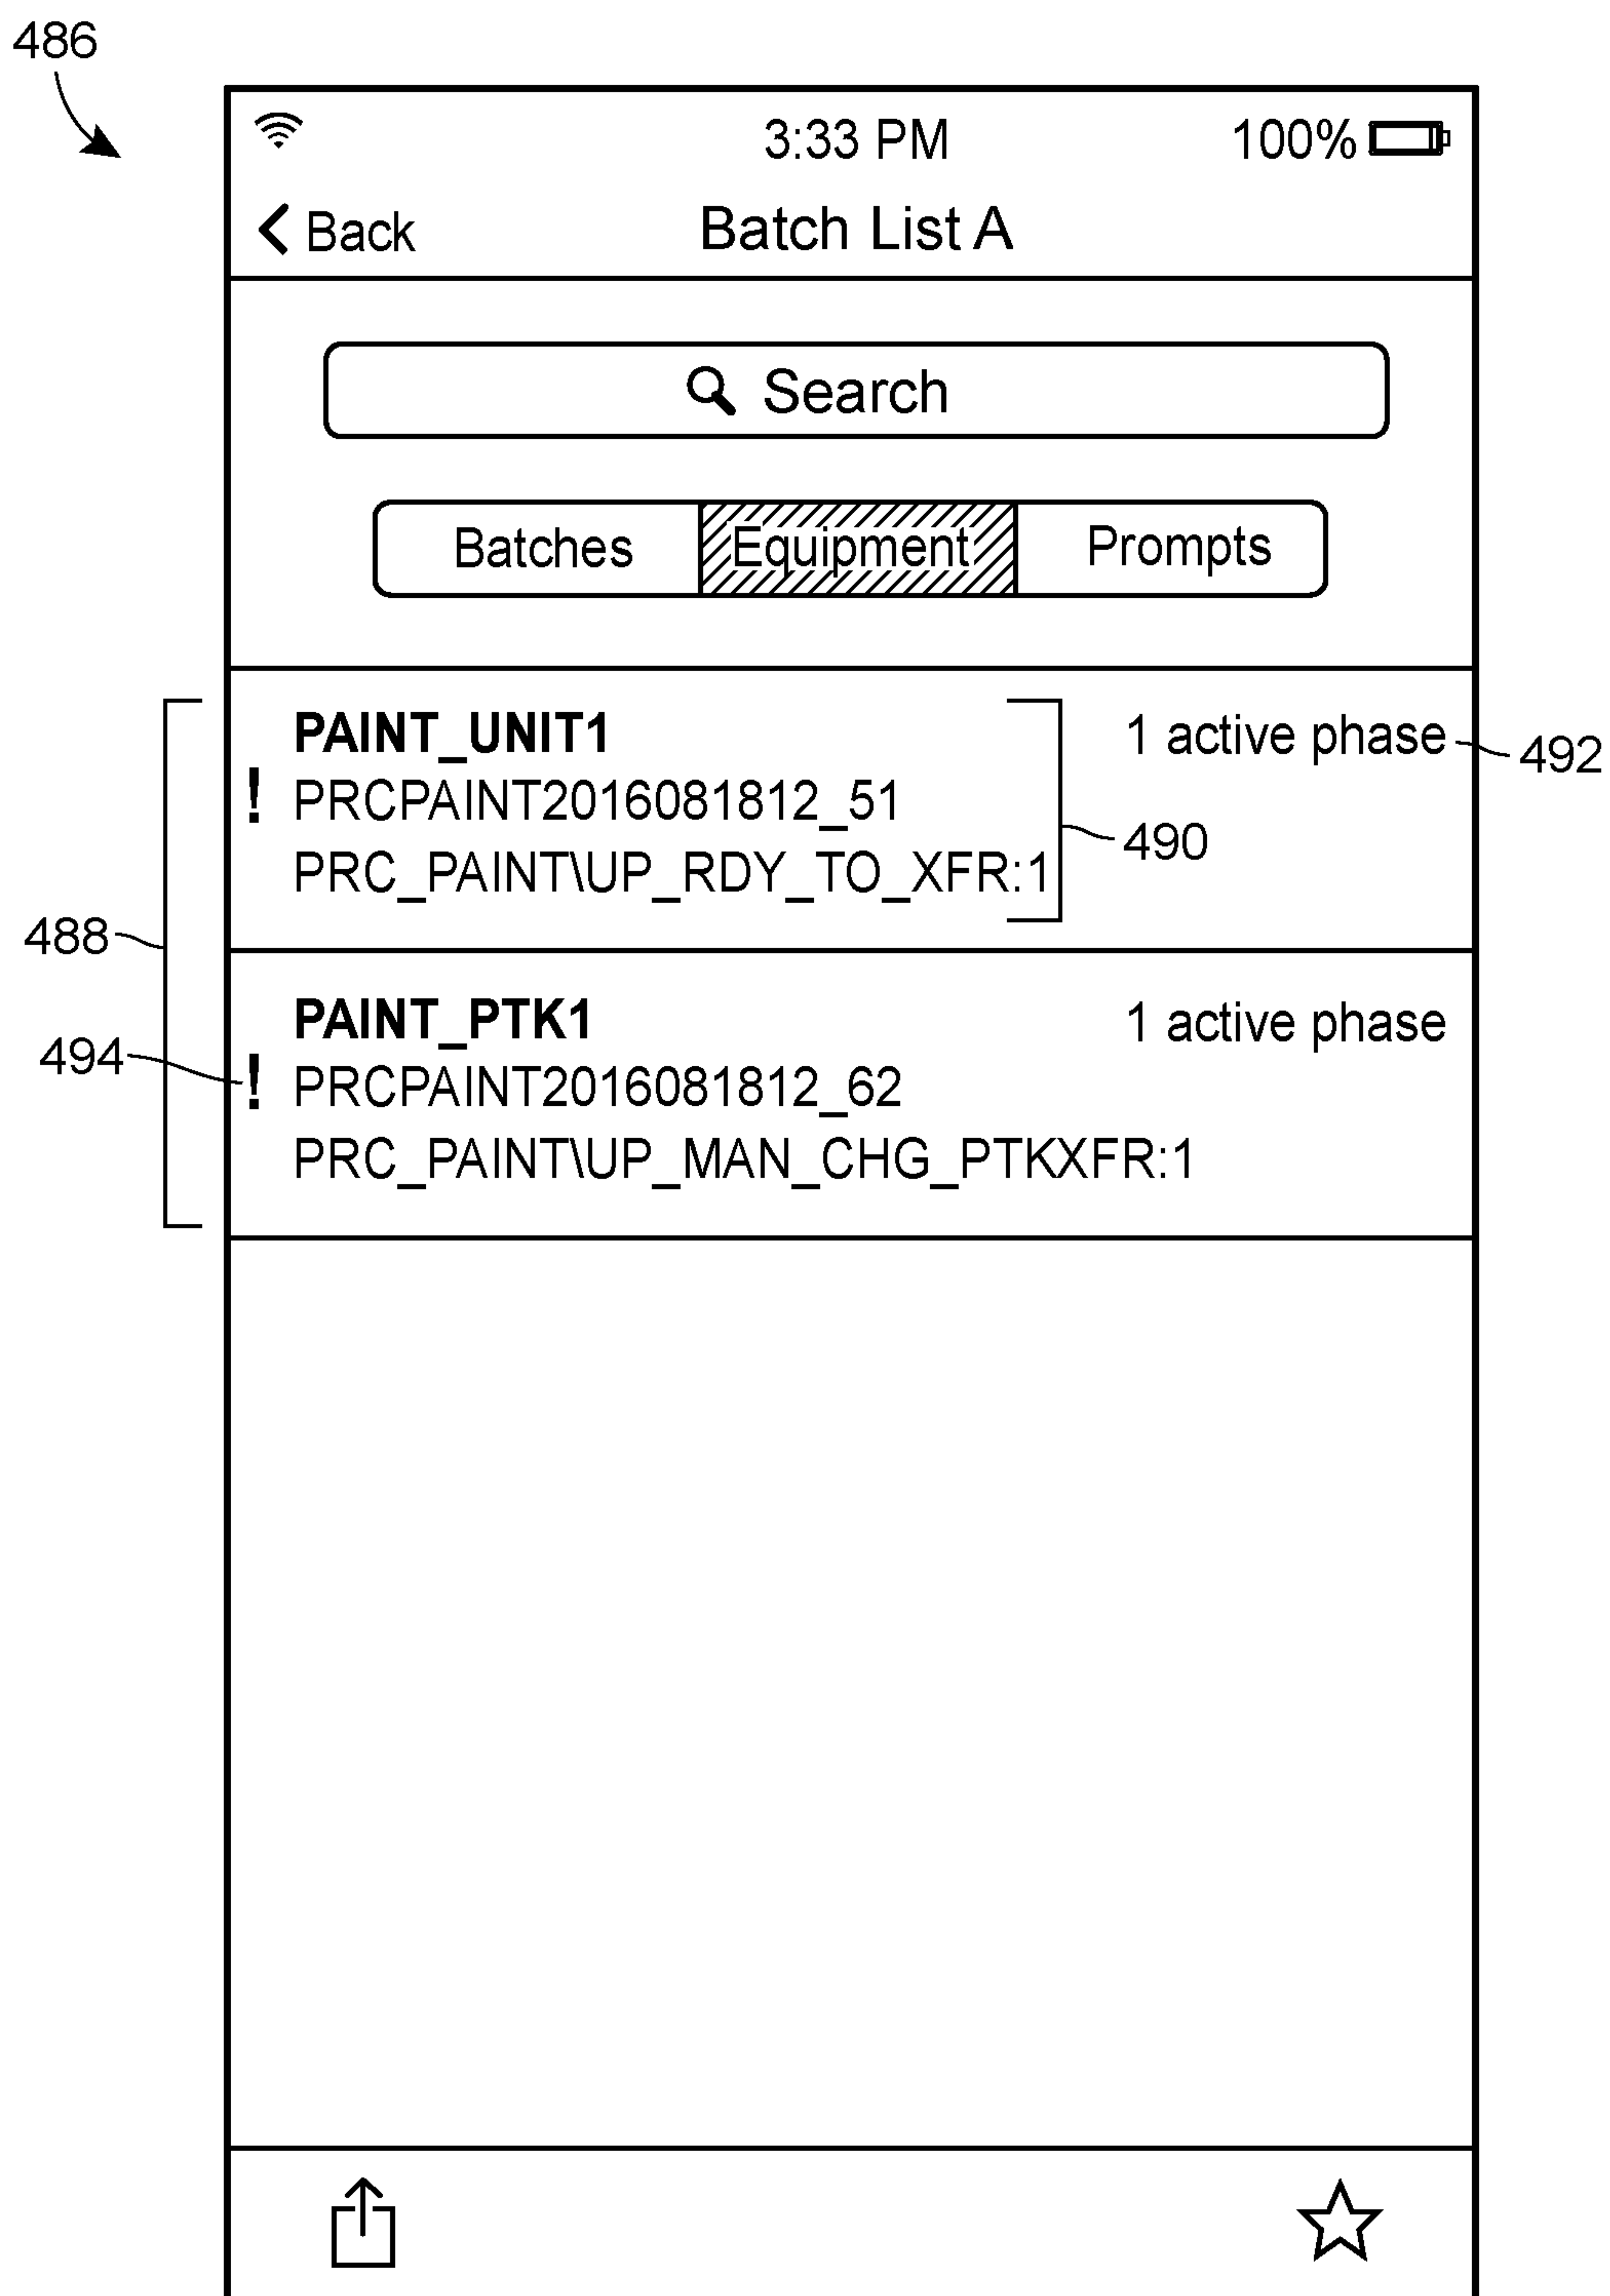 486
3:33 PM 100%
Back Batch List A
Search
Batches Equipment Prompts
PAINT_UNIT1 1 active phase 492
! PRCPAINT2016081812_51
490
PRC_PAINT\UP_RDY_TO_XFR:1
488
PAINT_PTK1 1 active phase
494
! PRCPAINT2016081812_62
PRC_PAINT\UP_MAN_CHG_PTKXFR:1